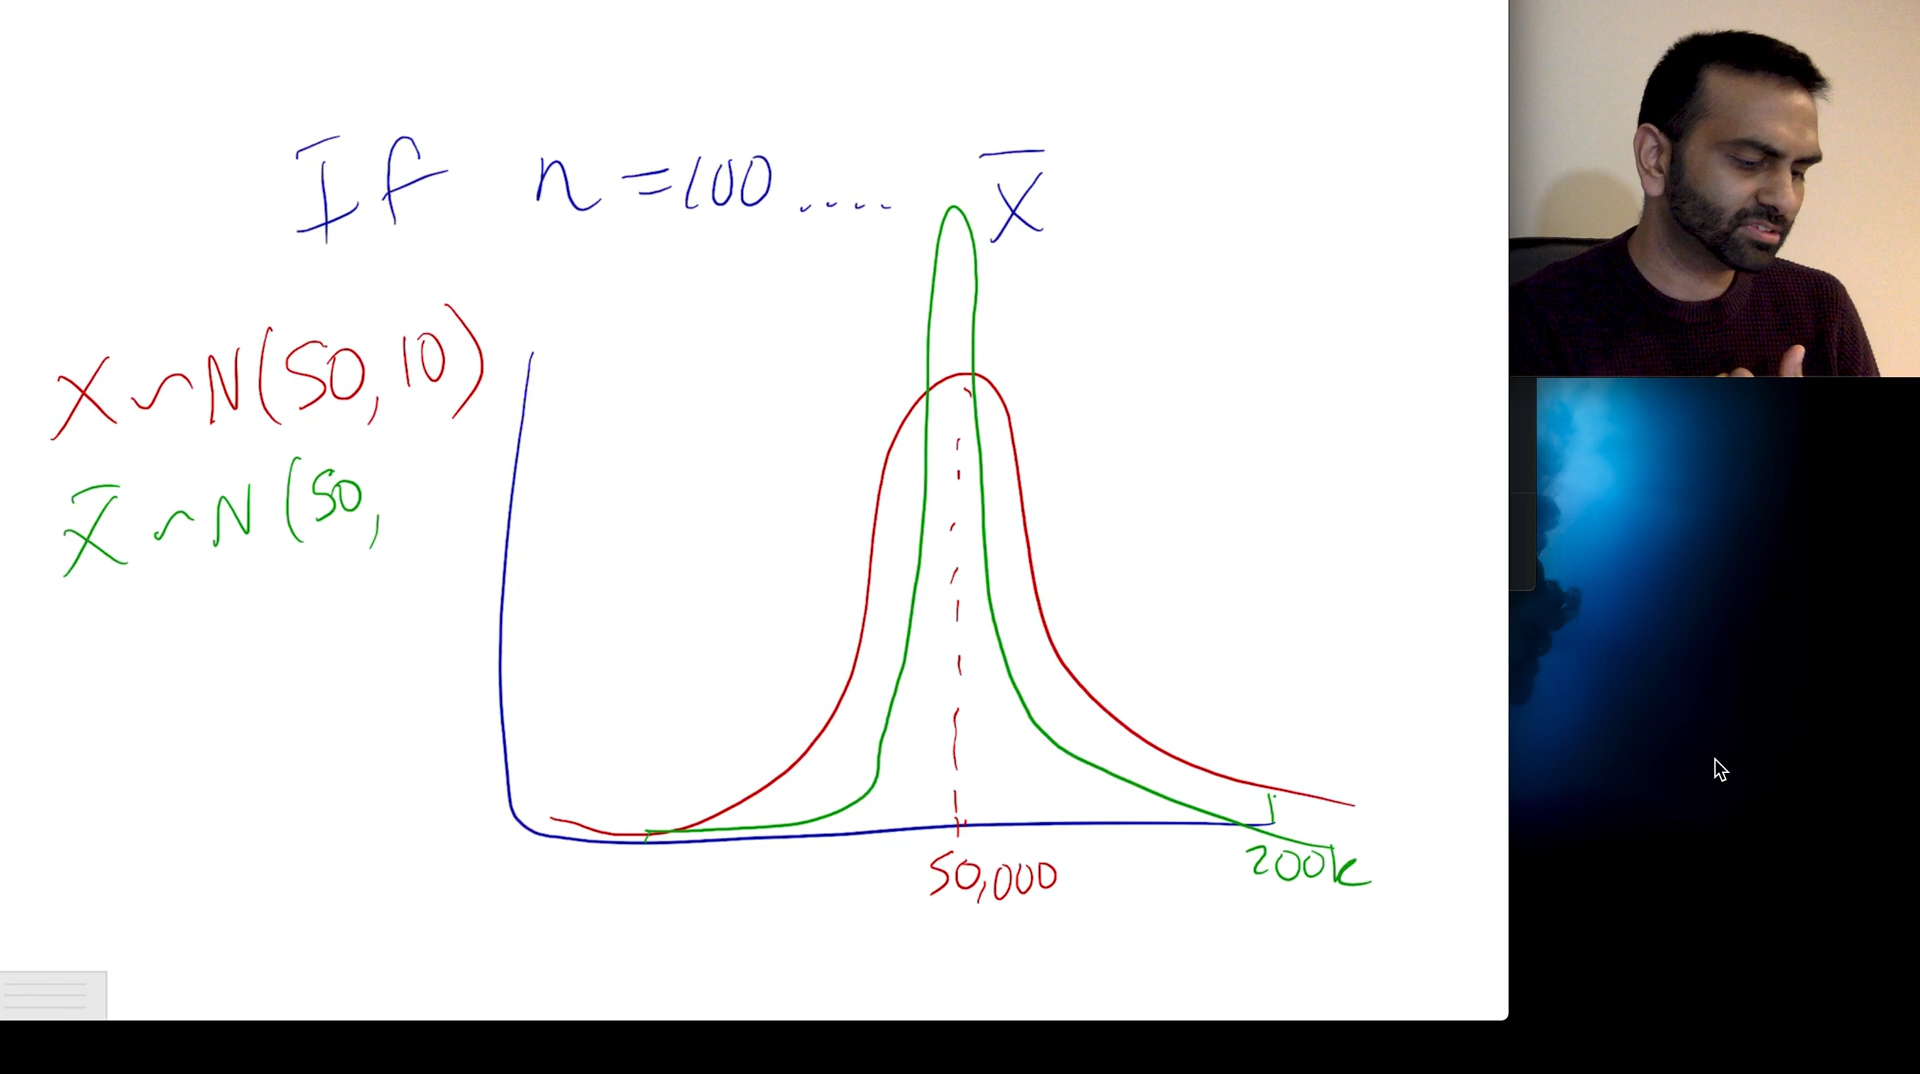 If n = 100 .... X̄
X ~ N(50, 10)
X̄ ~ N(50,
50,000
200k